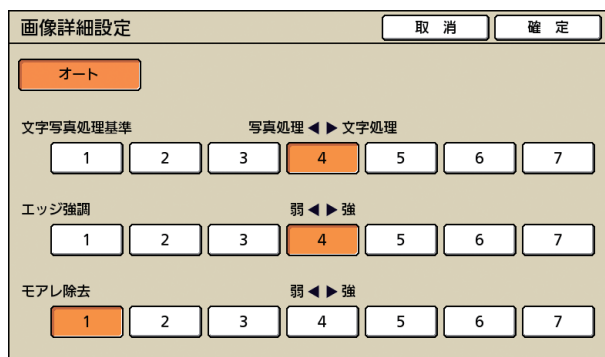 画像詳細設定 取 消 確 定
オート
文字写真処理基準 写真処理 ◀ ▶ 文字処理
1 2 3 4 5 6 7
エッジ強調 弱 ◀ ▶ 強
1 2 3 4 5 6 7
モアレ除去 弱 ◀ ▶ 強
1 2 3 4 5 6 7